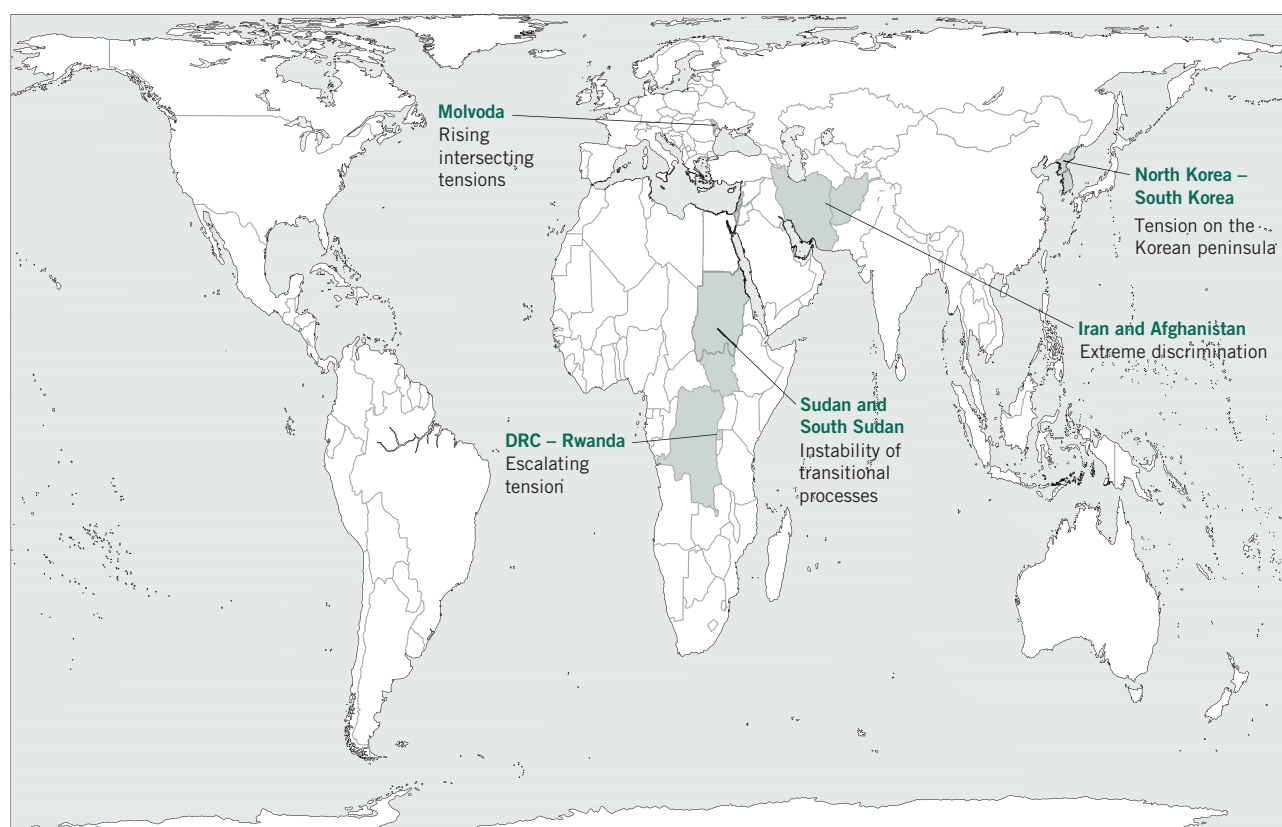 Molvoda
Rising
intersecting
tensions
North Korea –
South Korea
Tension on the
Korean peninsula
Iran and Afghanistan
Extreme discrimination
Sudan and
South Sudan
Instability of
transitional
processes
DRC – Rwanda
Escalating
tension